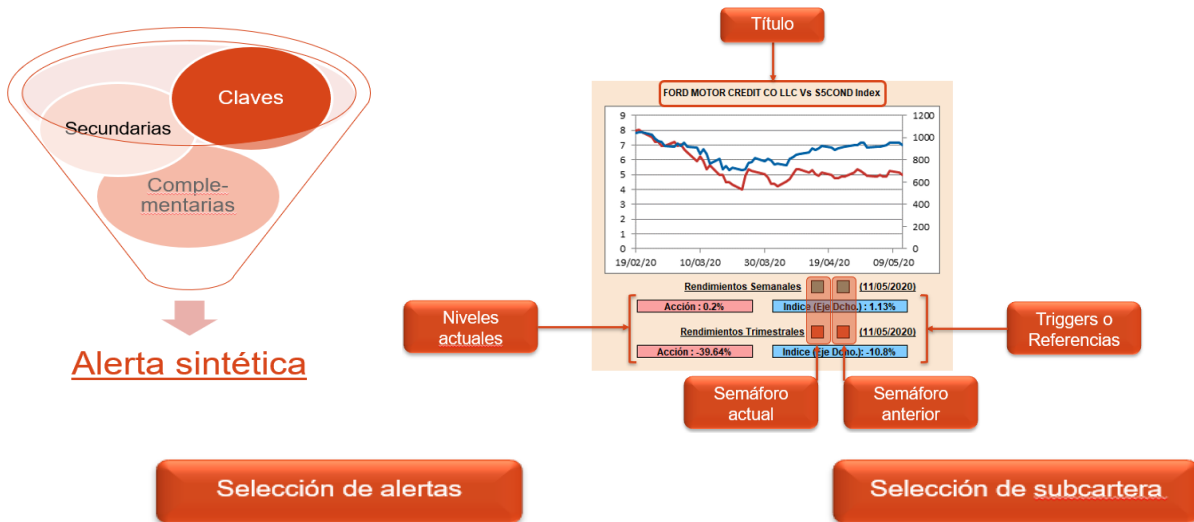 Claves
Secundarias
Comple-
mentarias
Alerta sintética
Título
FORD MOTOR CREDIT CO LLC Vs S5COND Index
9
8
7
6
5
4
3
2
1
0
1200
1000
800
600
400
200
0
19/02/20
10/03/20
30/03/20
19/04/20
09/05/20
Rendimientos Semanales
(11/05/2020)
Acción : 0.2%
Indice (Eje Dcho.) : 1.13%
Rendimientos Trimestrales
(11/05/2020)
Acción : -39.64%
Indice (Eje Dcho.): -10.8%
Niveles
actuales
Triggers o
Referencias
Semáforo
actual
Semáforo
anterior
Selección de alertas
Selección de subcartera